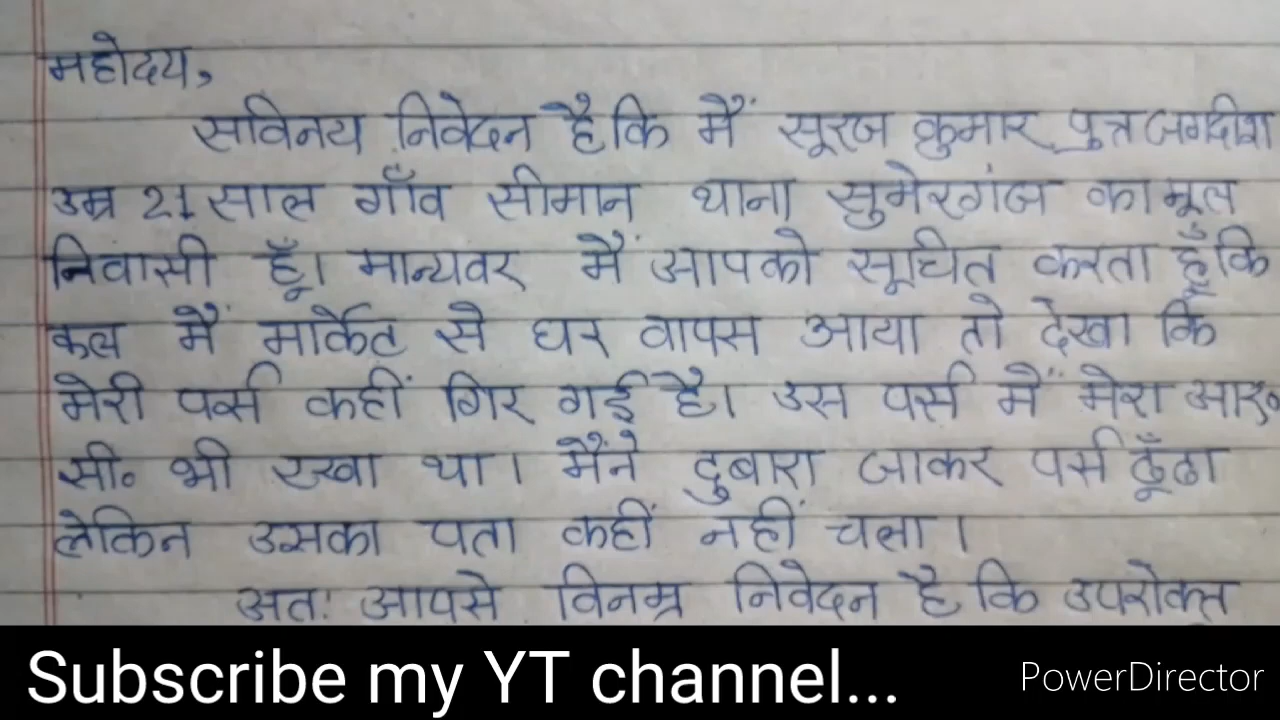 महोदय,
सविनय निवेदन है कि मैं सूरज कुमार पुत्र जगदीश
उम्र 21 साल गाँव सीमान थाना सुमेरगंज का मूल
निवासी हूँ। मान्यवर मैं आपको सूचित करता हूँ कि
कल मैं मार्केट से घर वापस आया तो देखा कि
मेरी पर्स कहीं गिर गई है। उस पर्स में मेरा आर॰
सी॰ भी रखा था। मैंने दुबारा जाकर पर्स ढूँढा
लेकिन उसका पता कहीं नहीं चला।
अतः आपसे विनम्र निवेदन है कि उपरोक्त
Subscribe my YT channel...
PowerDirector